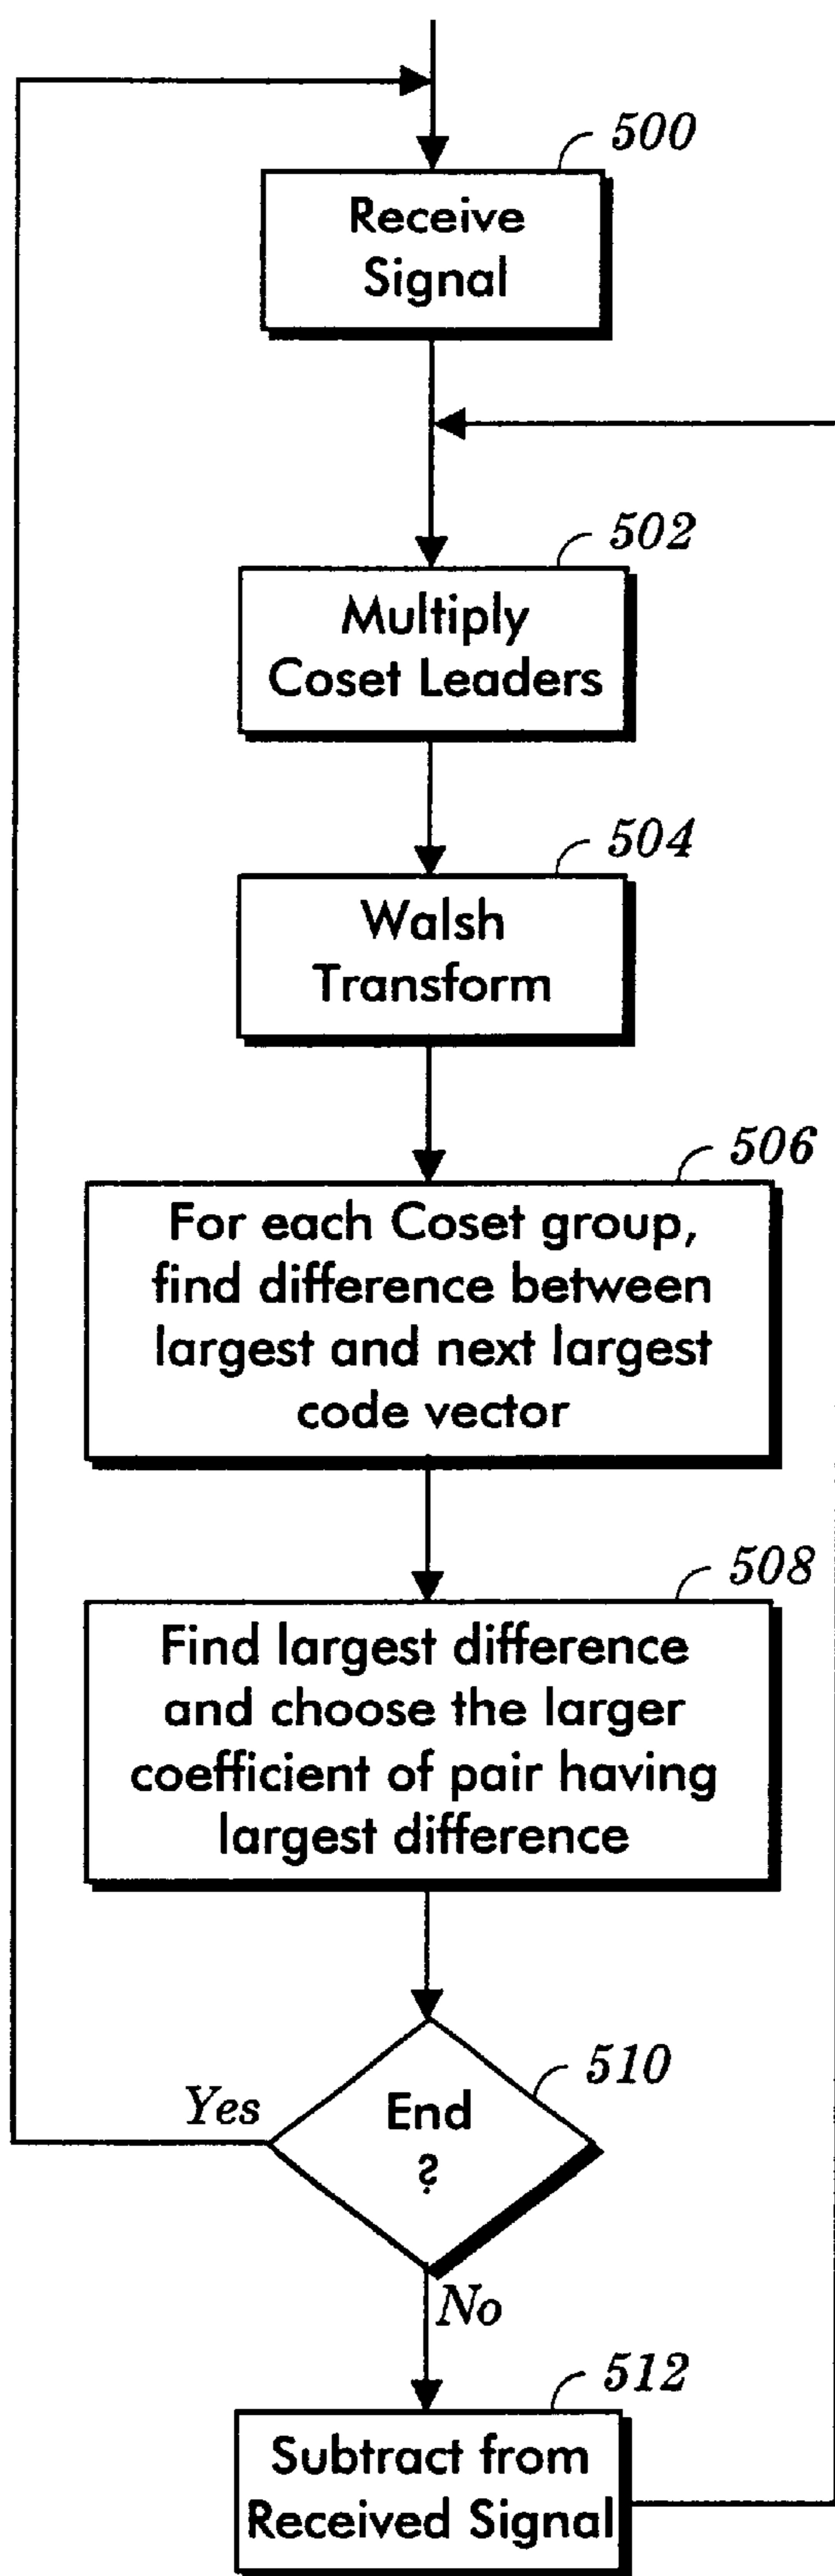 500
Receive
Signal
502
Multiply
Coset Leaders
504
Walsh
Transform
506
For each Coset group,
find difference between
largest and next largest
code vector
508
Find largest difference
and choose the larger
coefficient of pair having
largest difference
510
Yes
End
?
No
512
Subtract from
Received Signal